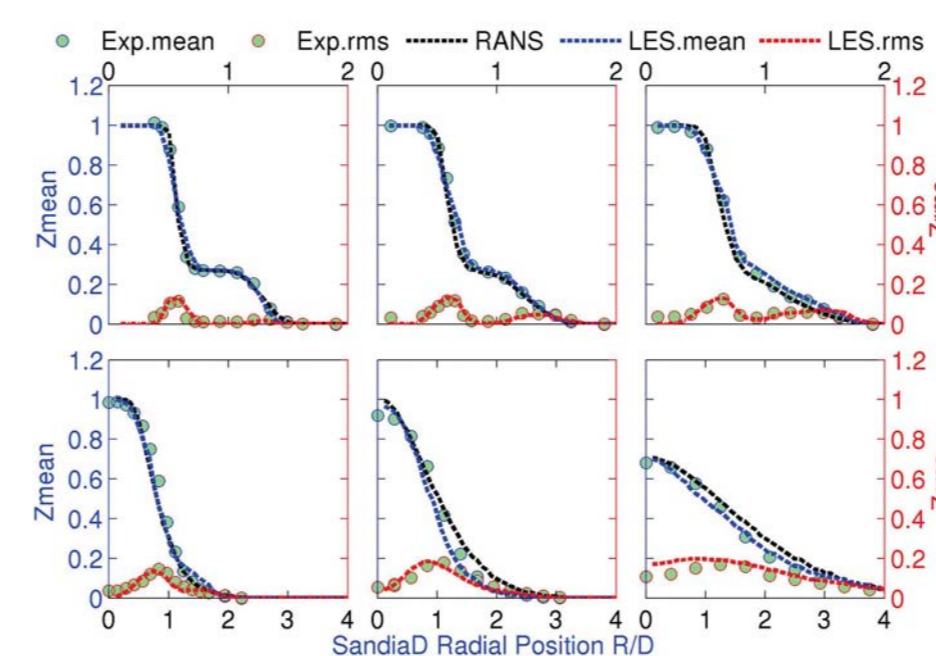 Exp.mean Exp.rms RANS LES.mean LES.rms
0 1 2 0 1 2 0 1 2
1.2 1.2
1 1
0.8 0.8
Zmean
0.6 0.6
0.4 0.4
0.2 0.2
0 0
1.2 1.2
1 1
0.8 0.8
Zmean
0.6 0.6
0.4 0.4
0.2 0.2
0 0
0 1 2 3 4 0 1 2 3 0 1 2 3 4
SandiaD Radial Position R/D